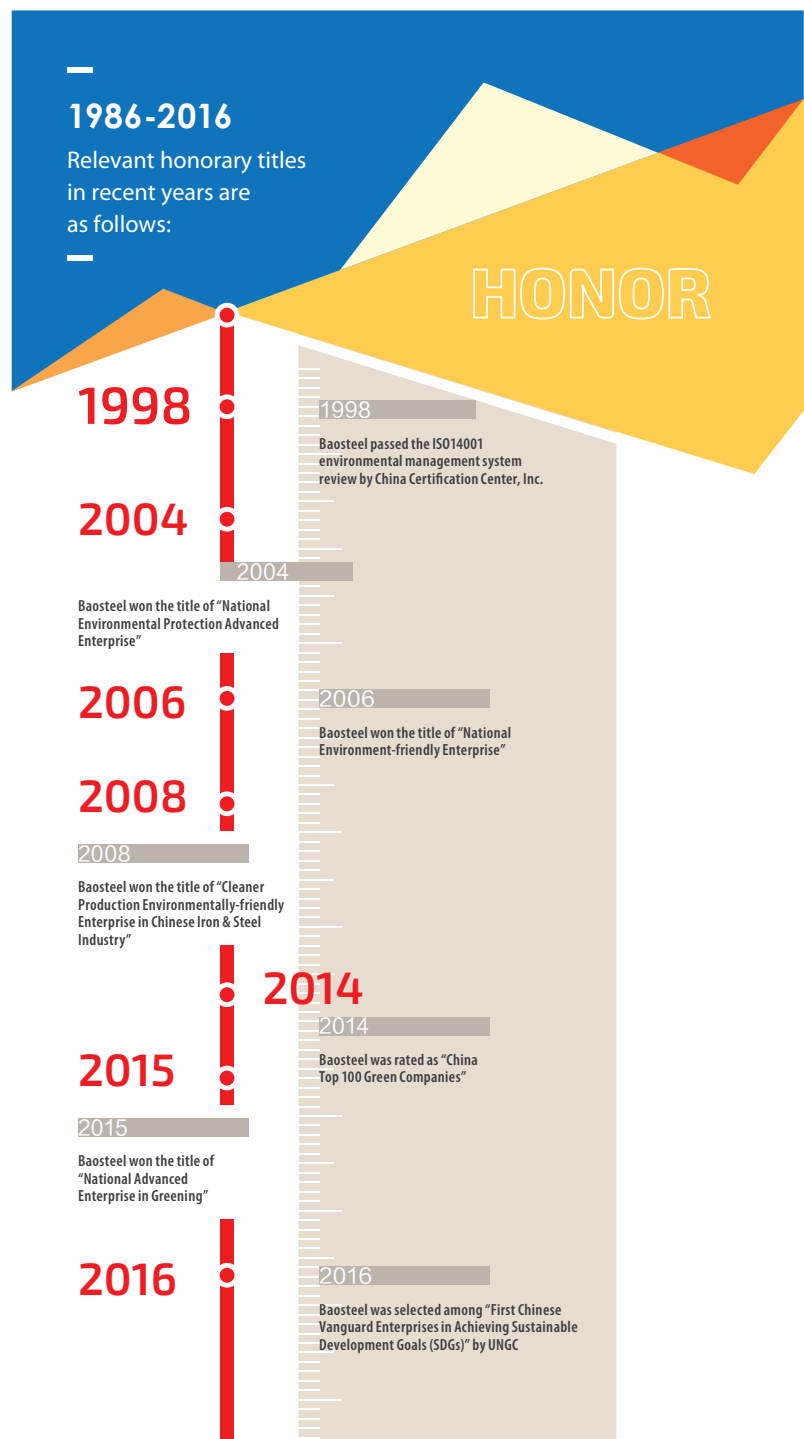 1986-2016
Relevant honorary titles
in recent years are
as follows:
HONOR
1998
1998
Baosteel passed the ISO14001
environmental management system
review by China Certification Center, Inc.
2004
2004
Baosteel won the title of “National
Environmental Protection Advanced
Enterprise”
2006
2006
Baosteel won the title of “National
Environment-friendly Enterprise”
2008
2008
Baosteel won the title of “Cleaner
Production Environmentally-friendly
Enterprise in Chinese Iron & Steel
Industry”
2014
2014
Baosteel was rated as “China
Top 100 Green Companies”
2015
2015
Baosteel won the title of
“National Advanced
Enterprise in Greening”
2016
2016
Baosteel was selected among “First Chinese
Vanguard Enterprises in Achieving Sustainable
Development Goals (SDGs)” by UNGC